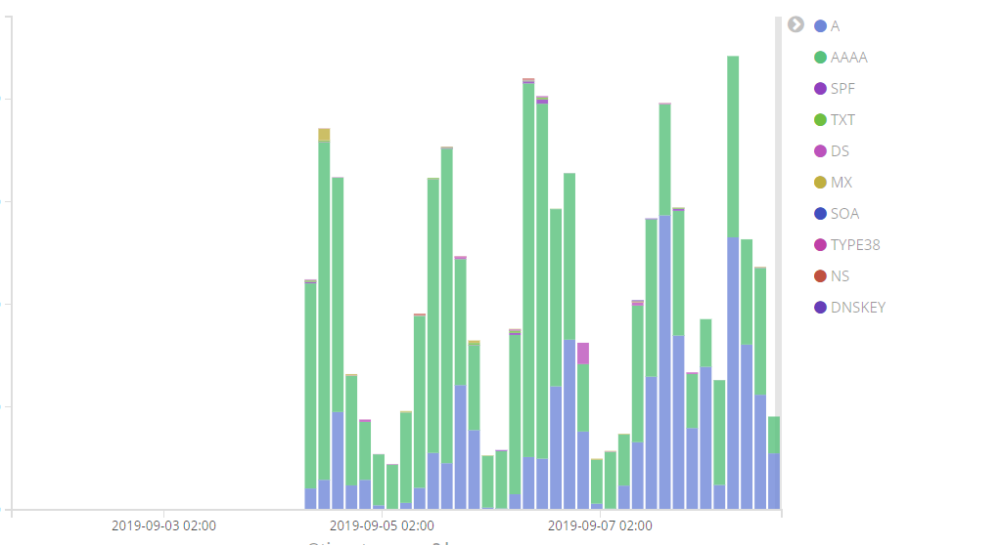 A
AAAA
SPF
TXT
DS
MX
SOA
TYPE38
NS
DNSKEY
2019-09-03 02:00
2019-09-05 02:00
2019-09-07 02:00